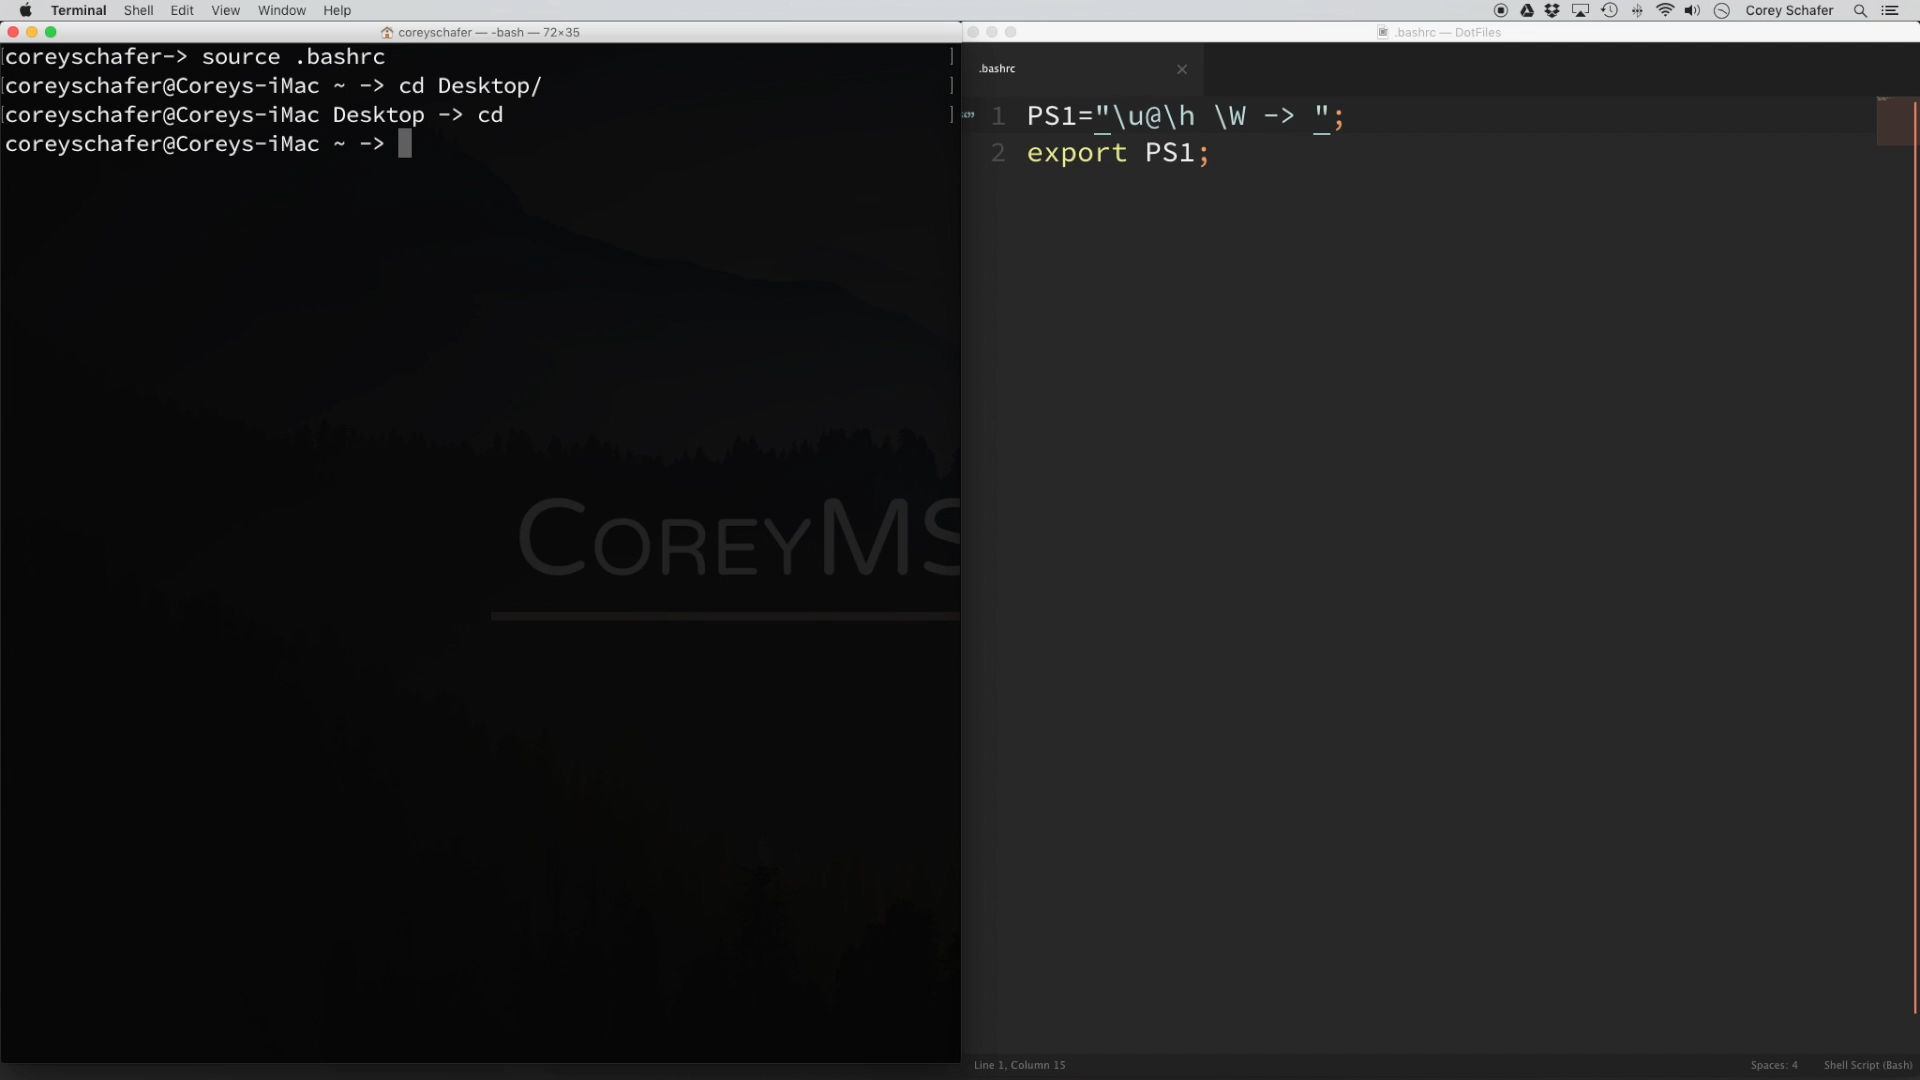 Terminal Shell Edit View Window Help Corey Schafer
coreyschafer — -bash — 72×35
.bashrc — DotFiles
[coreyschafer-> source .bashrc ]
[coreyschafer@Coreys-iMac ~ -> cd Desktop/ ]
[coreyschafer@Coreys-iMac Desktop -> cd ]
coreyschafer@Coreys-iMac ~ ->
.bashrc
1 PS1="\u@\h \W -> ";
2 export PS1;
COREYMS
Line 1, Column 15
Spaces: 4
Shell Script (Bash)